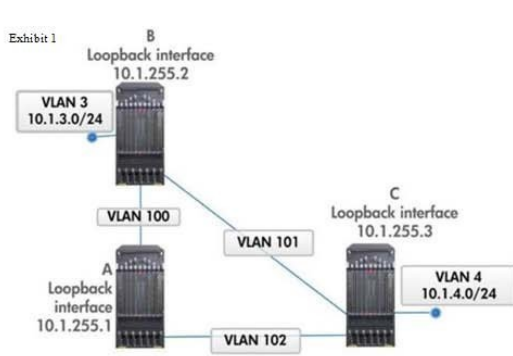 Exhibit 1
B
Loopback interface
10.1.255.2
VLAN 3
10.1.3.0/24
VLAN 100
VLAN 101
C
Loopback interface
10.1.255.3
A
Loopback
interface
10.1.255.1
VLAN 4
10.1.4.0/24
VLAN 102